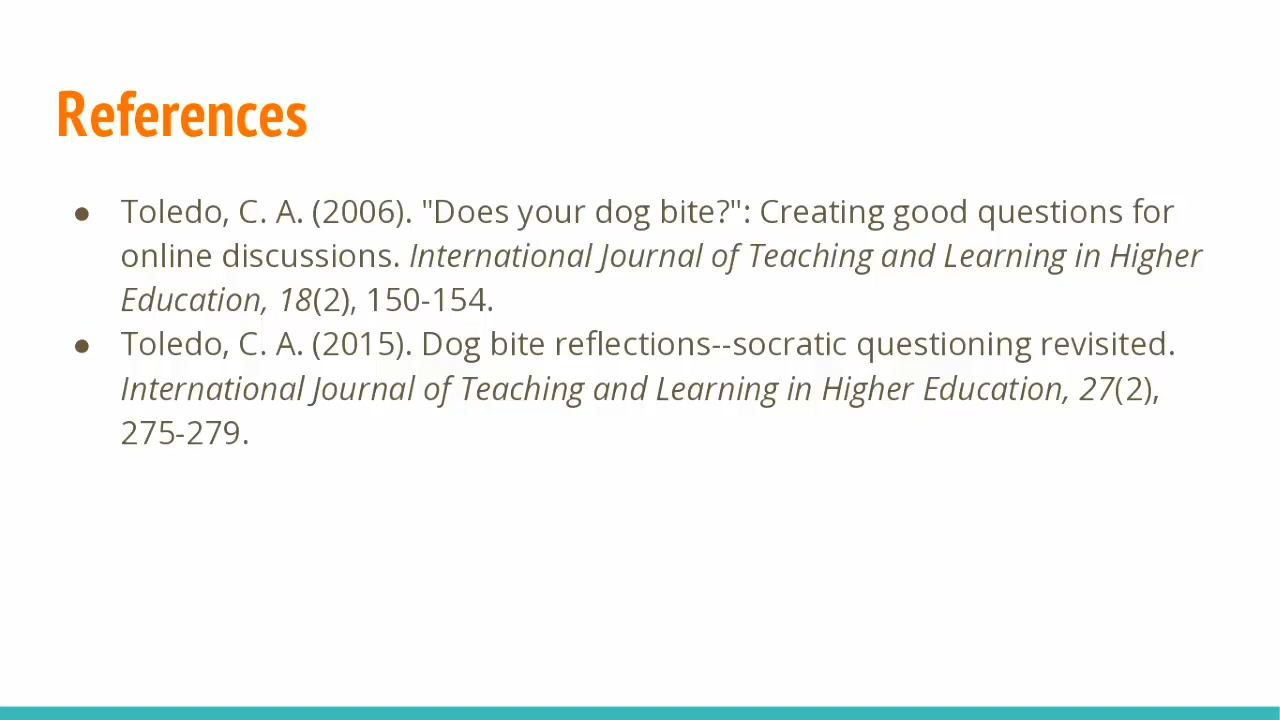 References
● Toledo, C. A. (2006). "Does your dog bite?": Creating good questions for
online discussions. International Journal of Teaching and Learning in Higher
Education, 18(2), 150-154.
● Toledo, C. A. (2015). Dog bite reflections--socratic questioning revisited.
International Journal of Teaching and Learning in Higher Education, 27(2),
275-279.